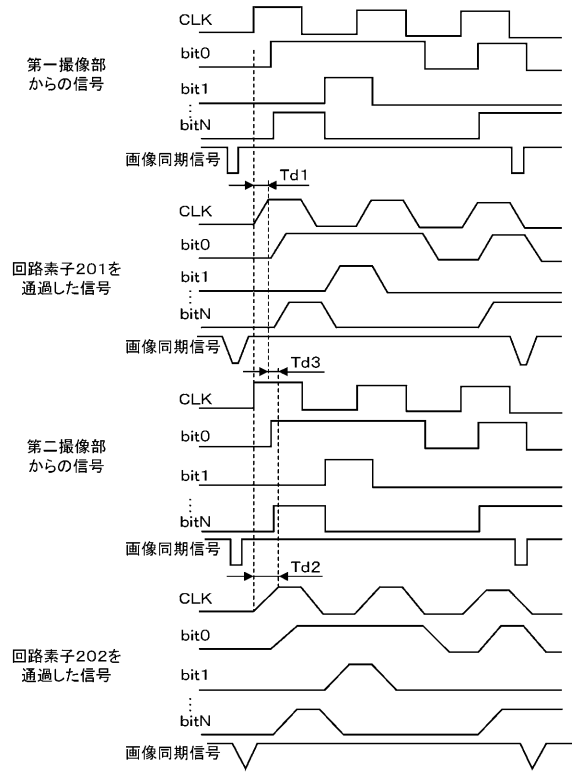 CLK
bit0
第一撮像部
からの信号
bit1
⋮
bitN
画像同期信号
Td1
CLK
bit0
回路素子201を
通過した信号
bit1
⋮
bitN
画像同期信号
Td3
CLK
bit0
第二撮像部
からの信号
bit1
⋮
bitN
画像同期信号
Td2
CLK
bit0
回路素子202を
通過した信号
bit1
⋮
bitN
画像同期信号